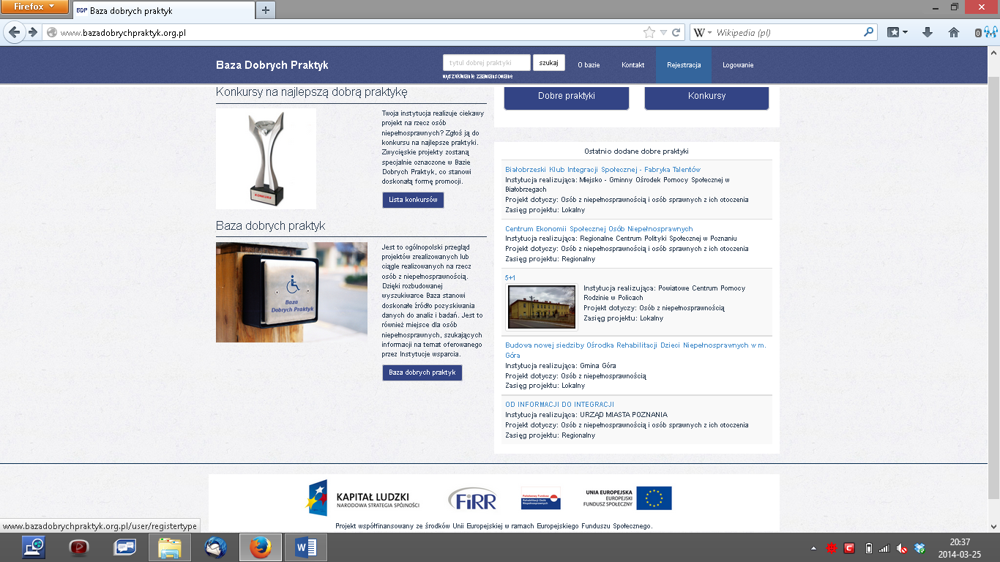 Firefox
BDP Baza dobrych praktyk
www.bazadobrychpraktyk.org.pl
W
Wikipedia (pl)
0
Baza Dobrych Praktyk
tytuł dobrej praktyki
szukaj
wyszukiwanie zaawansowane
O bazie
Kontakt
Rejestracja
Logowanie
Konkursy na najlepszą dobrą praktykę
KONKURS
Twoja instytucja realizuje ciekawy
projekt na rzecz osób
niepełnosprawnych? Zgłoś ją do
konkursu na najlepsze praktyki.
Zwycięskie projekty zostaną
specjalnie oznaczone w Bazie
Dobrych Praktyk, co stanowi
doskonałą formę promocji.
Lista konkursów
Baza dobrych praktyk
Baza
Dobrych Praktyk
Jest to ogólnopolski przegląd
projektów zrealizowanych lub
ciągle realizowanych na rzecz
osób z niepełnosprawnością.
Dzięki rozbudowanej
wyszukiwarce Baza stanowi
doskonałe źródło pozyskiwania
danych do analiz i badań. Jest to
również miejsce dla osób
niepełnosprawnych, szukających
informacji na temat oferowanego
przez Instytucje wsparcia.
Baza dobrych praktyk
Dobre praktyki
Konkursy
Ostatnio dodane dobre praktyki
Białobrzeski Klub Integracji Społecznej - Fabryka Talentów
Instytucja realizująca: Miejsko - Gminny Ośrodek Pomocy Społecznej w
Białobrzegach
Projekt dotyczy: Osób z niepełnosprawnością i osób sprawnych z ich otoczenia
Zasięg projektu: Lokalny
Centrum Ekonomii Społecznej Osób Niepełnosprawnych
Instytucja realizująca: Regionalne Centrum Polityki Społecznej w Poznaniu
Projekt dotyczy: Osób z niepełnosprawnością i osób sprawnych z ich otoczenia
Zasięg projektu: Regionalny
5+1
Instytucja realizująca: Powiatowe Centrum Pomocy
Rodzinie w Policach
Projekt dotyczy: Osób z niepełnosprawnością
Zasięg projektu: Lokalny
Budowa nowej siedziby Ośrodka Rehabilitacji Dzieci Niepełnosprawnych w m.
Góra
Instytucja realizująca: Gmina Góra
Projekt dotyczy: Osób z niepełnosprawnością
Zasięg projektu: Lokalny
OD INFORMACJI DO INTEGRACJI
Instytucja realizująca: URZĄD MIASTA POZNANIA
Projekt dotyczy: Osób z niepełnosprawnością i osób sprawnych z ich otoczenia
Zasięg projektu: Regionalny
KAPITAŁ LUDZKI
NARODOWA STRATEGIA SPÓJNOŚCI
FiRR
Państwowy Fundusz
Rehabilitacji Osób
Niepełnosprawnych
UNIA EUROPEJSKA
EUROPEJSKI
FUNDUSZ SPOŁECZNY
Projekt współfinansowany ze środków Unii Europejskiej w ramach Europejskiego Funduszu Społecznego.
www.bazadobrychpraktyk.org.pl/user/registertype
20:37
2014-03-25